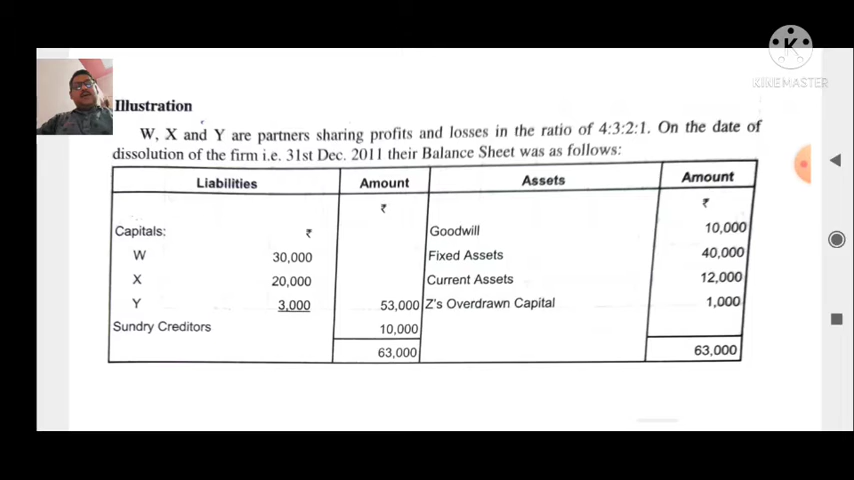 K
KINEMASTER
Illustration
W, X and Y are partners sharing profits and losses in the ratio of 4:3:2:1. On the date of
dissolution of the firm i.e. 31st Dec. 2011 their Balance Sheet was as follows:
Liabilities Amount Assets Amount
₹ ₹
Capitals: ₹ Goodwill 10,000
W 30,000 Fixed Assets 40,000
X 20,000 Current Assets 12,000
Y 3,000 53,000 Z's Overdrawn Capital 1,000
Sundry Creditors 10,000
63,000 63,000